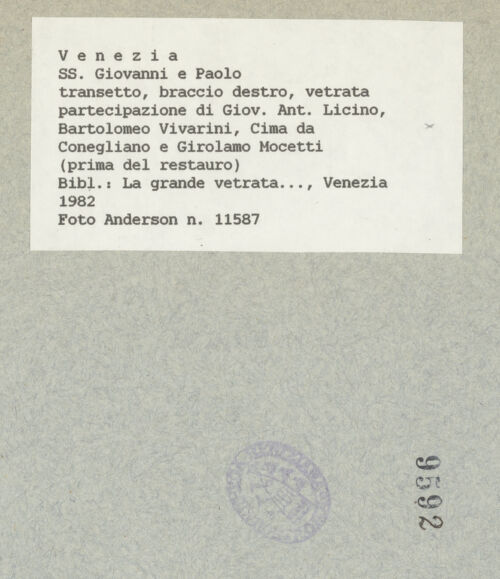 V e n e z i a
SS. Giovanni e Paolo
transetto, braccio destro, vetrata
partecipazione di Giov. Ant. Licino,
Bartolomeo Vivarini, Cima da
Conegliano e Girolamo Mocetti
(prima del restauro)
Bibl.: La grande vetrata..., Venezia
1982
Foto Anderson n. 11587
9592